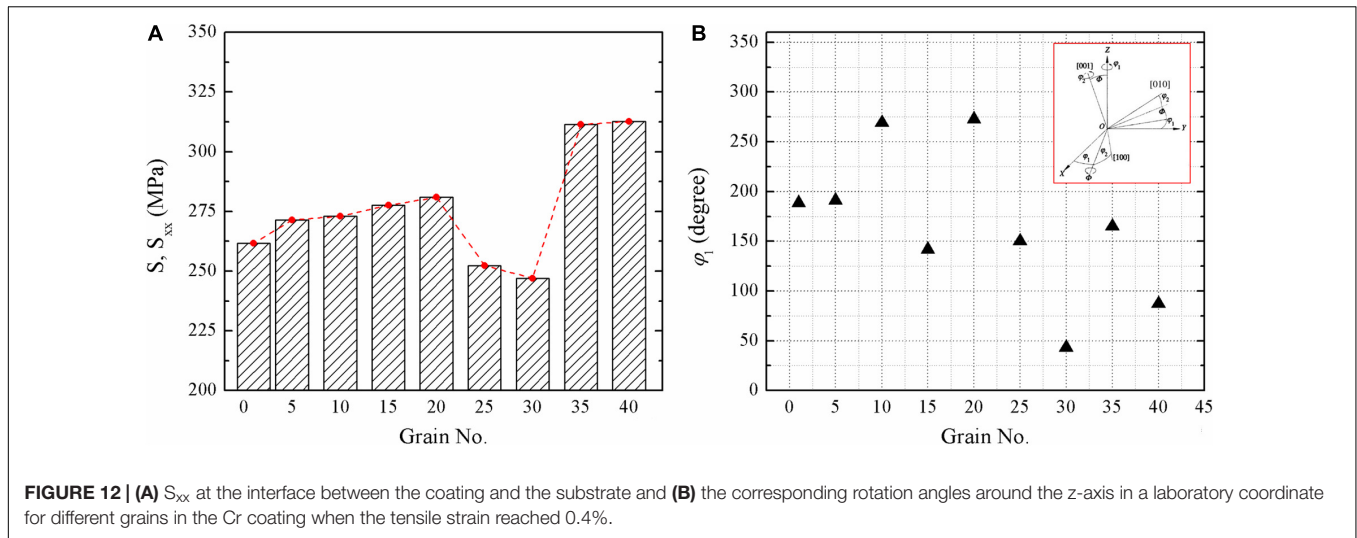 A
350
325
300
275
250
225
200
S, Sxx (MPa)
0 5 10 15 20 25 30 35 40
Grain No.
B
350
300
250
200
150
100
50
0
φ1 (degree)
Z
φ1
[001]
φ2 Φ
[010]
φ2
Φ
φ1
O
Y
φ1 φ2
[100]
X
Φ
0 5 10 15 20 25 30 35 40 45
Grain No.
FIGURE 12 | (A) Sxx at the interface between the coating and the substrate and (B) the corresponding rotation angles around the z-axis in a laboratory coordinate
for different grains in the Cr coating when the tensile strain reached 0.4%.